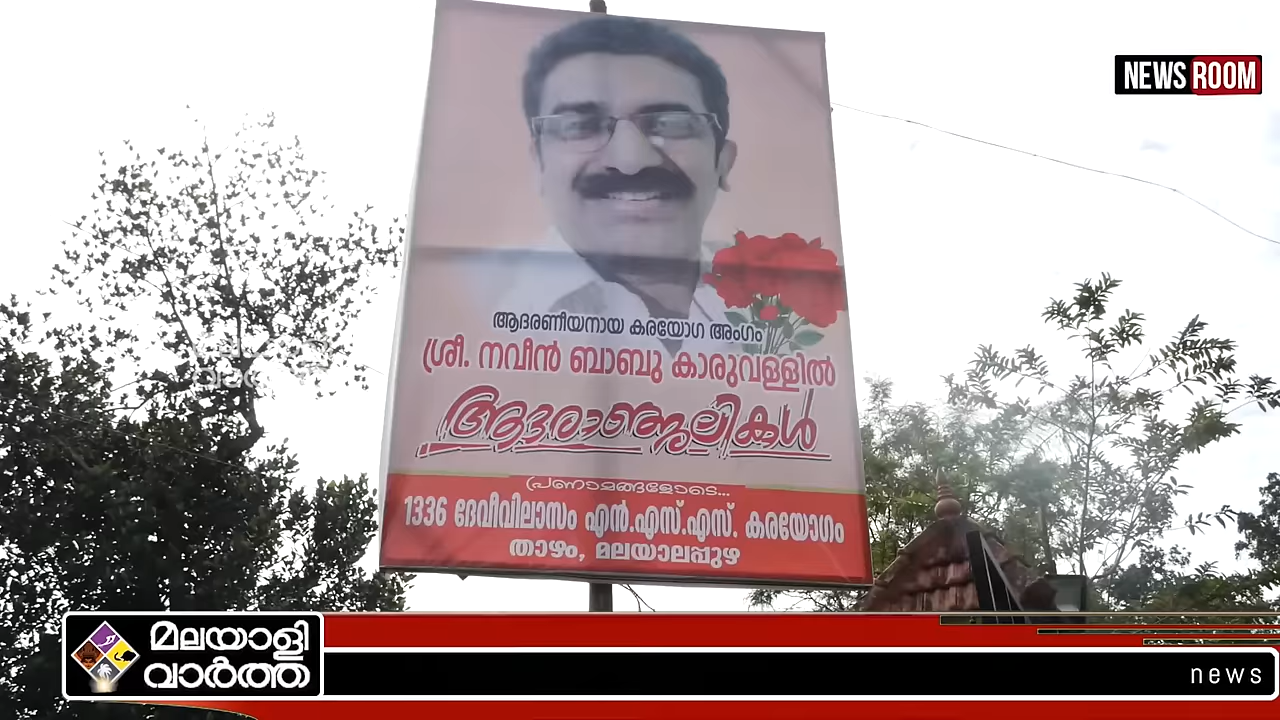 NEWS ROOM
ആദരണീയനായ കരയോഗ അംഗം
ശ്രീ. നവീൻ ബാബു കാരുവള്ളിൽ
ആദരാഞ്ജലികൾ
പ്രണാമങ്ങളോടെ...
1336 ദേവീവിലാസം എൻ.എസ്.എസ്. കരയോഗം
താഴം, മലയാലപ്പുഴ
മലയാളി
വാർത്ത
news